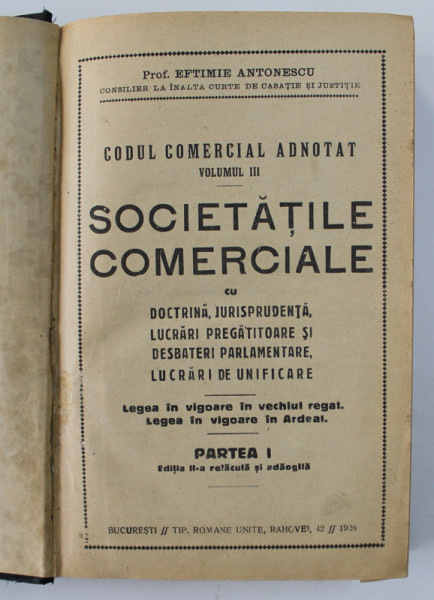 Prof. EFTIMIE ANTONESCU
CONSILIER LA ÎNALTA CURTE DE CASAȚIE ȘI JUSTIȚIE
CODUL COMERCIAL ADNOTAT
VOLUMUL III
SOCIETĂȚILE
COMERCIALE
CU
DOCTRINĂ, JURISPRUDENȚĂ,
LUCRĂRI PREGĂTITOARE ȘI
DESBATERI PARLAMENTARE,
LUCRĂRI DE UNIFICARE
Legea în vigoare în vechiul regat.
Legea în vigoare în Ardeal.
PARTEA I
Ediția II-a refăcută și adăogită
BUCUREȘTI // TIP. ROMANE UNITE, RAHOVEI, 42 // 1928